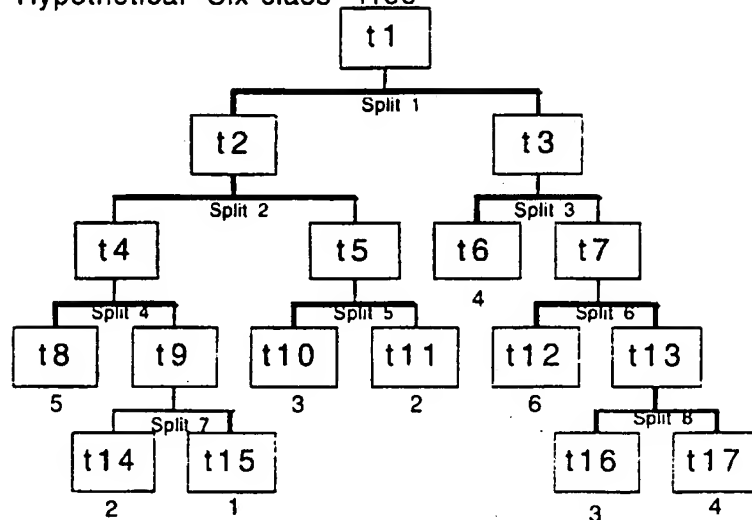 Hypothetical Six-class Tree
t1
Split 1
t2 t3
Split 2 Split 3
t4 t5 t6 t7
4
Split 4 Split 5 Split 6
t8 t9 t10 t11 t12 t13
5 3 2 6
Split 7 Split 8
t14 t15 t16 t17
2 1 3 4